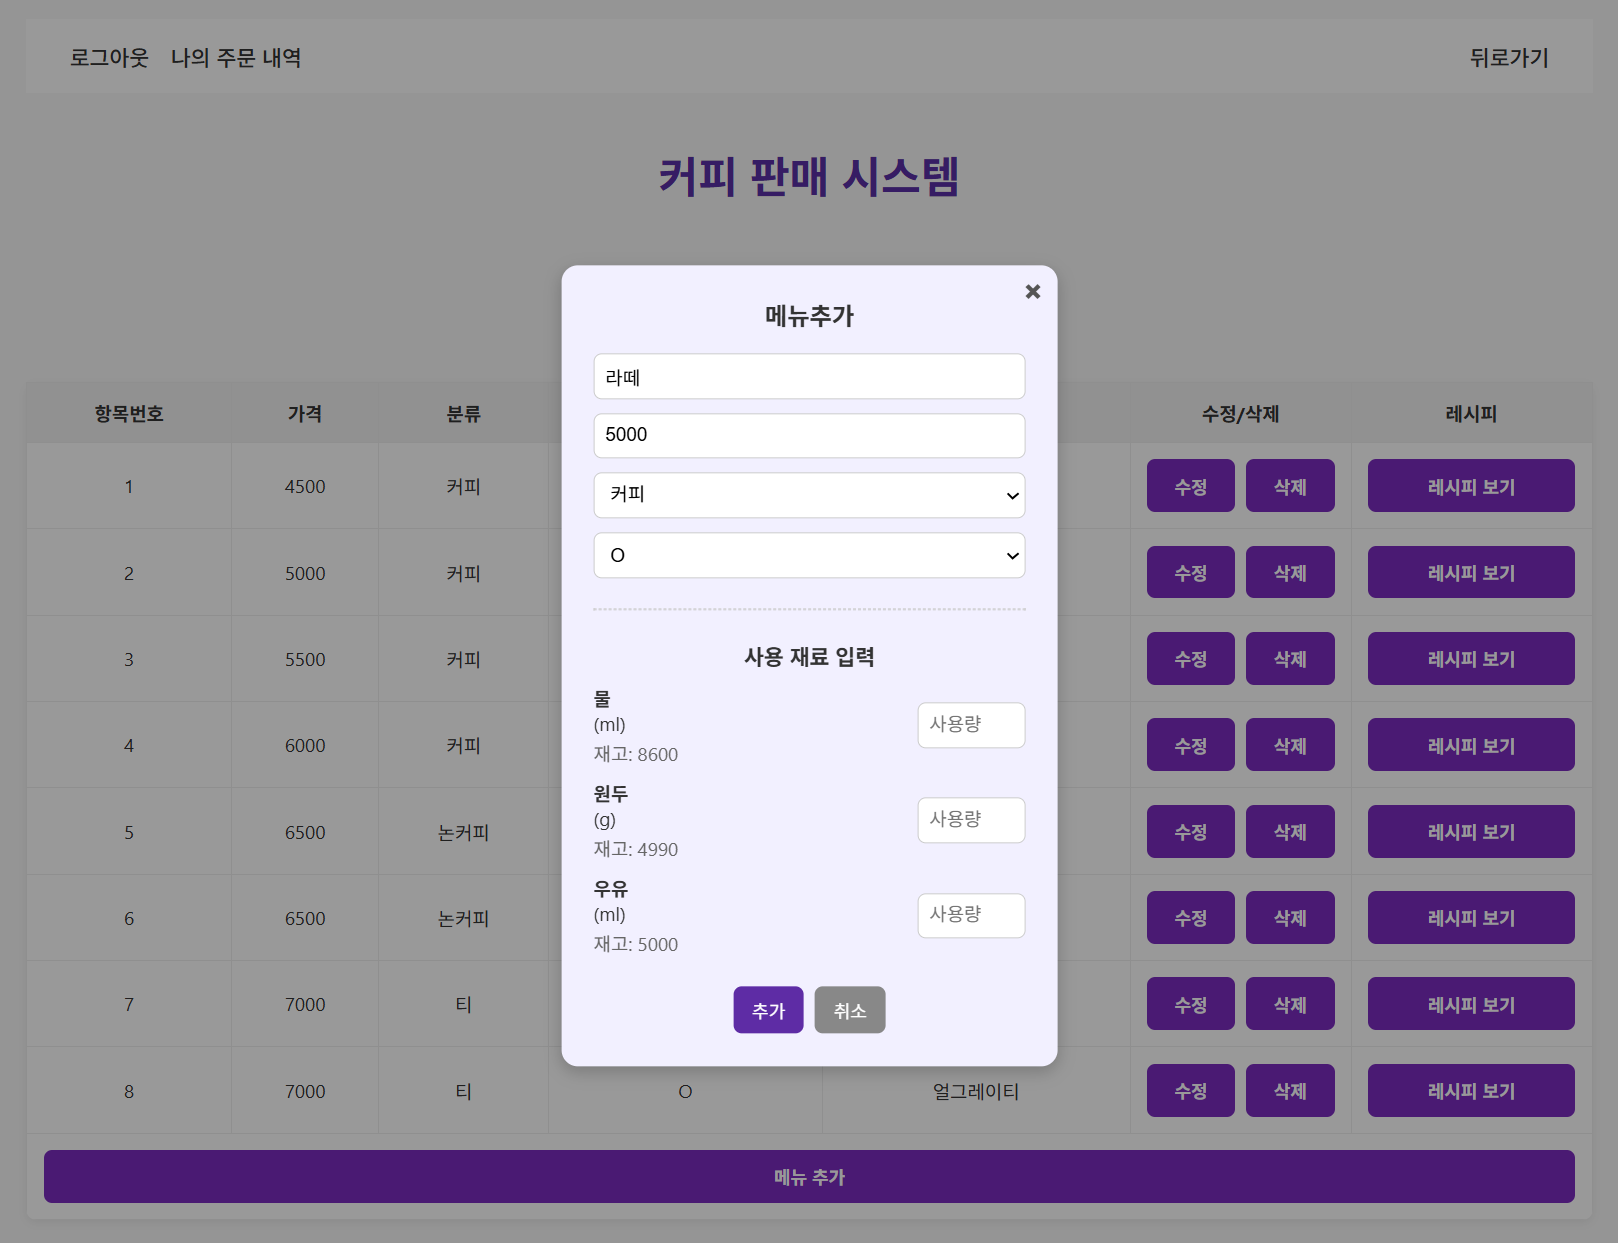 로그아웃 나의 주문 내역 뒤로가기
커피 판매 시스템
메뉴추가
라떼
5000
커피
O
사용 재료 입력
물
(ml)
재고: 8600
사용량
원두
(g)
재고: 4990
사용량
우유
(ml)
재고: 5000
사용량
추가 취소
항목번호 가격 분류 수정/삭제 레시피
1 4500 커피 수정 삭제 레시피 보기
2 5000 커피 수정 삭제 레시피 보기
3 5500 커피 수정 삭제 레시피 보기
4 6000 커피 수정 삭제 레시피 보기
5 6500 논커피 수정 삭제 레시피 보기
6 6500 논커피 수정 삭제 레시피 보기
7 7000 티 수정 삭제 레시피 보기
8 7000 티 O 얼그레이티 수정 삭제 레시피 보기
메뉴 추가